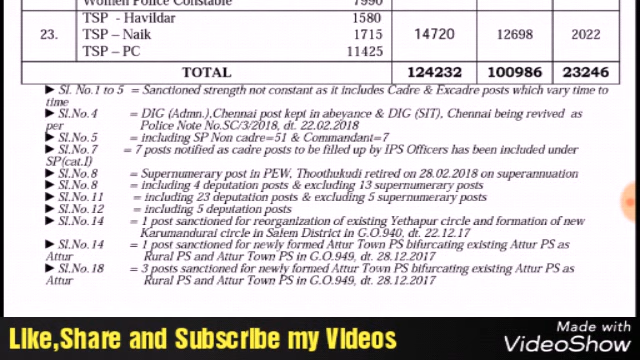 Women Police Constable 7990
TSP - Havildar 1580
23. TSP – Naik 1715 14720 12698 2022
TSP – PC 11425
TOTAL 124232 100986 23246
► Sl. No.1 to 5 = Sanctioned strength not constant as it includes Cadre & Excadre posts which vary time to
time
► Sl.No.4 = DIG (Admn.),Chennai post kept in abeyance & DIG (SIT), Chennai being revived as
per Police Note No.SC/3/2018, dt. 22.02.2018
► Sl.No.5 = including SP Non cadre=51 & Commandant=7
► Sl.No.7 = 7 posts notified as cadre posts to be filled up by IPS Officers has been included under
SP(cat.I)
► Sl.No.8 = Supernumerary post in PEW, Thoothukudi retired on 28.02.2018 on superannuation
► Sl.No.8 = including 4 deputation posts & excluding 13 supernumerary posts
► Sl.No.11 = including 23 deputation posts & excluding 5 supernumerary posts
► Sl.No.12 = including 5 deputation posts
► Sl.No.14 = 1 post sanctioned for reorganization of existing Yethapur circle and formation of new
Karumandurai circle in Salem District in G.O.940, dt. 22.12.17
► Sl.No.14 = 1 post sanctioned for newly formed Attur Town PS bifurcating existing Attur PS as
Attur Rural PS and Attur Town PS in G.O.949, dt. 28.12.2017
► Sl.No.18 = 3 posts sanctioned for newly formed Attur Town PS bifurcating existing Attur PS as
Attur Rural PS and Attur Town PS in G.O.949, dt. 28.12.2017
Like,Share and Subscribe my Videos
Made with
VideoShow